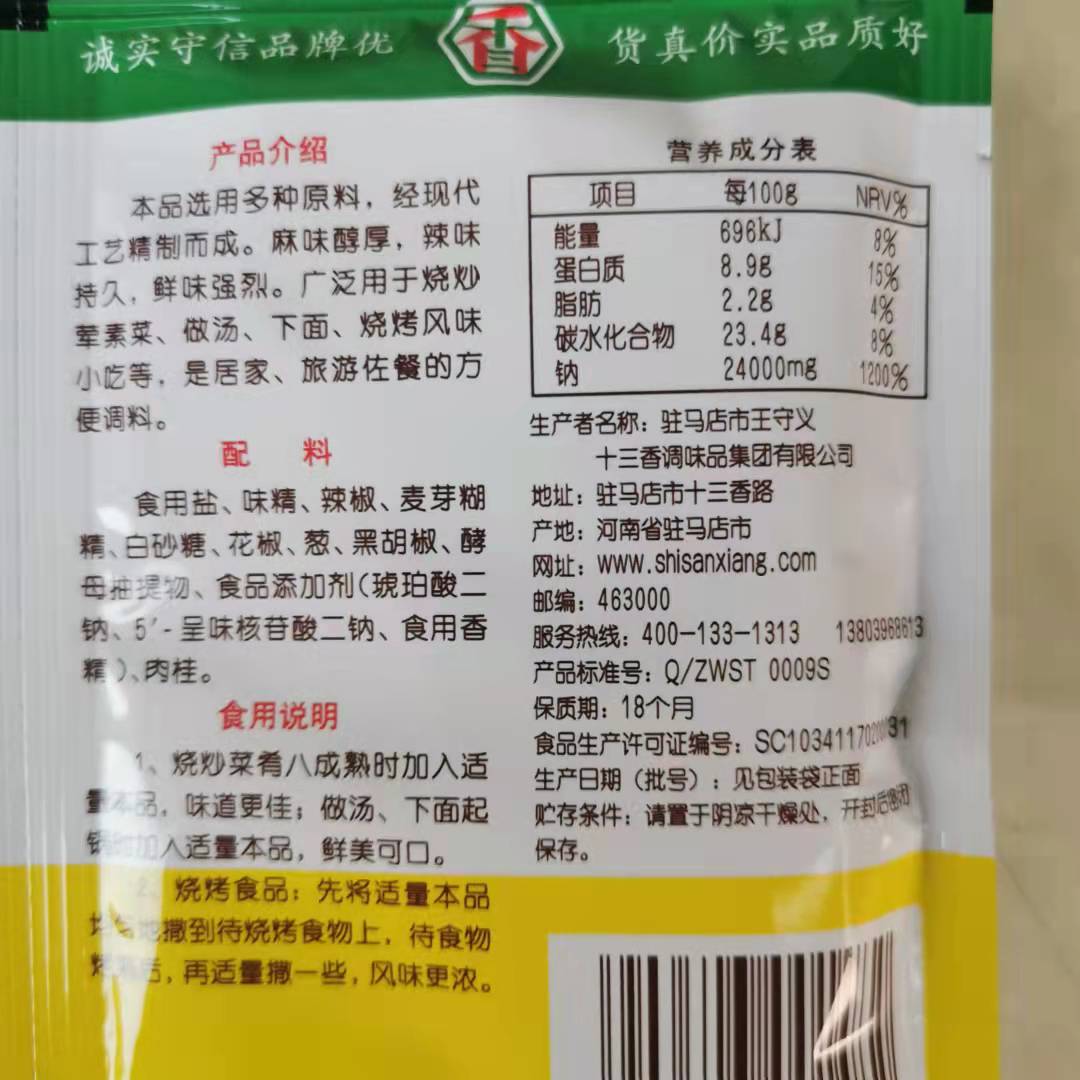 诚实守信品牌优
香
货真价实品质好
产品介绍
本品选用多种原料，经现代
工艺精制而成。麻味醇厚，辣味
持久，鲜味强烈。广泛用于烧炒
荤素菜、做汤、下面、烧烤风味
小吃等，是居家、旅游佐餐的方
便调料。
配 料
食用盐、味精、辣椒、麦芽糊
精、白砂糖、花椒、葱、黑胡椒、酵
母抽提物、食品添加剂(琥珀酸二
钠、5′-呈味核苷酸二钠、食用香
精)、肉桂。
食用说明
1、烧炒菜肴八成熟时加入适
量本品，味道更佳；做汤、下面起
锅时加入适量本品，鲜美可口。
2、烧烤食品：先将适量本品
均匀地撒到待烧烤食物上，待食物
后，再适量撒一些，风味更浓。
营养成分表
项目 每100g NRV%
能量 696kJ 8%
蛋白质 8.9g 15%
脂肪 2.2g 4%
碳水化合物 23.4g 8%
钠 24000mg 1200%
生产者名称：驻马店市王守义
十三香调味品集团有限公司
地址：驻马店市十三香路
产地：河南省驻马店市
网址：www.shisanxiang.com
邮编：463000
服务热线：400-133-1313 13803968613
产品标准号：Q/ZWST 0009S
保质期：18个月
食品生产许可证编号：
生产日期（批号）：见包装袋正面
贮存条件：请置于阴凉干燥处，开封后密闭
保存。